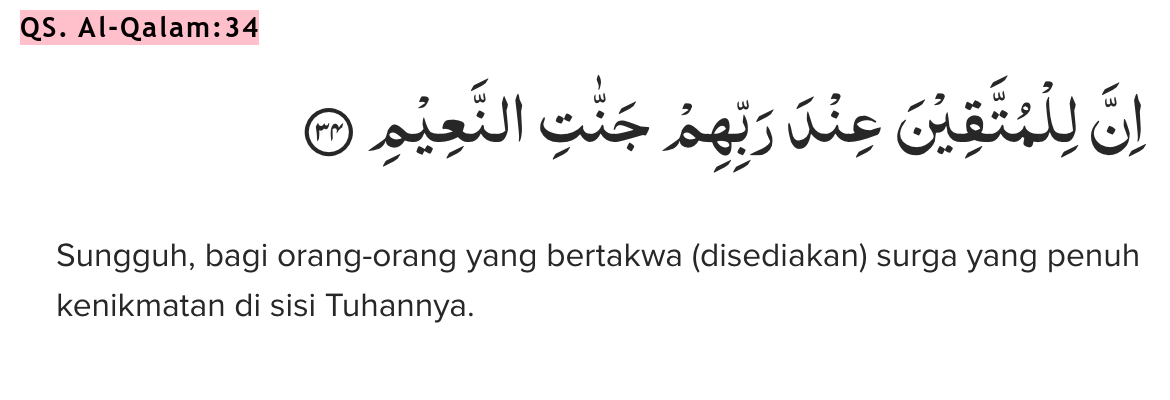 QS. Al-Qalam:34
اِنَّ لِلْمُتَّقِيْنَ عِنْدَ رَبِّهِمْ جَنّٰتِ النَّعِيْمِ ٣٤
Sungguh, bagi orang-orang yang bertakwa (disediakan) surga yang penuh
kenikmatan di sisi Tuhannya.